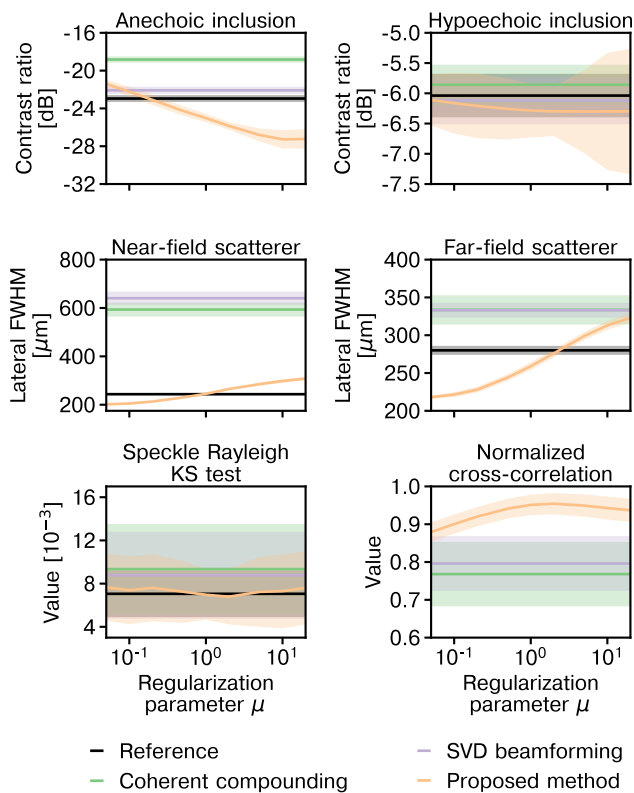 Anechoic inclusion
Hypoechoic inclusion
Contrast ratio
[dB]
-16
-20
-24
-28
-32
Contrast ratio
[dB]
-5.0
-5.5
-6.0
-6.5
-7.0
-7.5
Near-field scatterer
Far-field scatterer
Lateral FWHM
[µm]
800
600
400
200
Lateral FWHM
[µm]
400
350
300
250
200
Speckle Rayleigh
KS test
Normalized
cross-correlation
Value [10⁻³]
16
12
8
4
Value
1.0
0.9
0.8
0.7
0.6
10⁻¹ 10⁰ 10¹
10⁻¹ 10⁰ 10¹
Regularization
parameter µ
Regularization
parameter µ
Reference
SVD beamforming
Coherent compounding
Proposed method